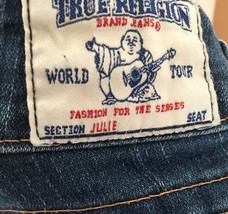 TRUE RELIGION
BRAND JEANS®
WORLD TOUR
FASHION FOR THE SENSES
SECTION JULIE SEAT